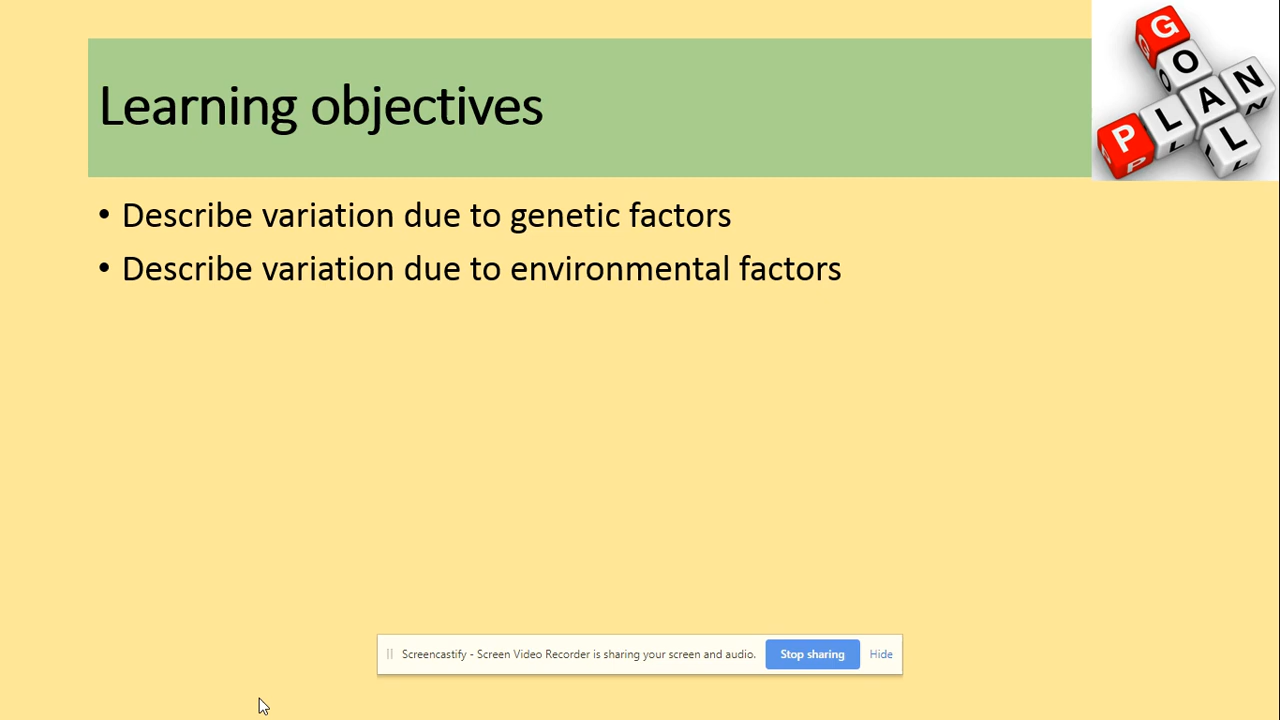 Learning objectives
GOAL
PLAN
• Describe variation due to genetic factors
• Describe variation due to environmental factors
Screencastify - Screen Video Recorder is sharing your screen and audio. Stop sharing Hide